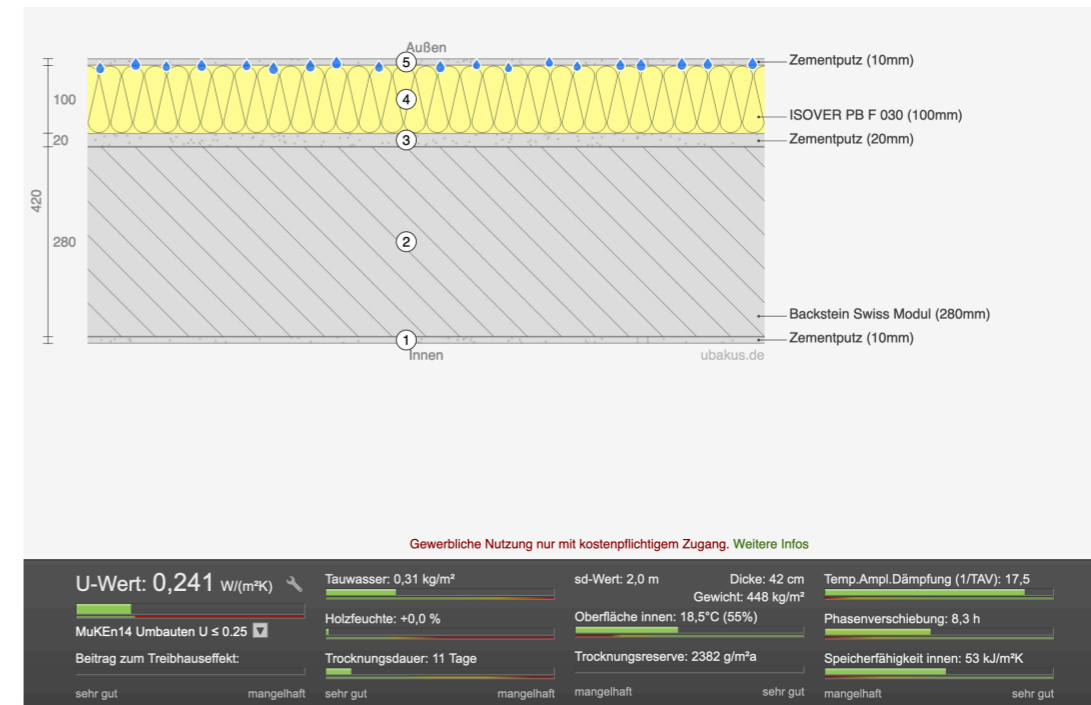 Außen
5
Zementputz (10mm)
100
4
ISOVER PB F 030 (100mm)
20
3
Zementputz (20mm)
420
280
2
Backstein Swiss Modul (280mm)
1
Zementputz (10mm)
Innen
ubakus.de
Gewerbliche Nutzung nur mit kostenpflichtigem Zugang. Weitere Infos
U-Wert: 0,241 W/(m²K)
MuKEn14 Umbauten U ≤ 0.25
Beitrag zum Treibhauseffekt:
sehr gut mangelhaft
Tauwasser: 0,31 kg/m²
Holzfeuchte: +0,0 %
Trocknungsdauer: 11 Tage
sehr gut mangelhaft
sd-Wert: 2,0 m Dicke: 42 cm
Gewicht: 448 kg/m²
Oberfläche innen: 18,5°C (55%)
Trocknungsreserve: 2382 g/m²a
mangelhaft sehr gut
Temp.Ampl.Dämpfung (1/TAV): 17,5
Phasenverschiebung: 8,3 h
Speicherfähigkeit innen: 53 kJ/m²K
mangelhaft sehr gut